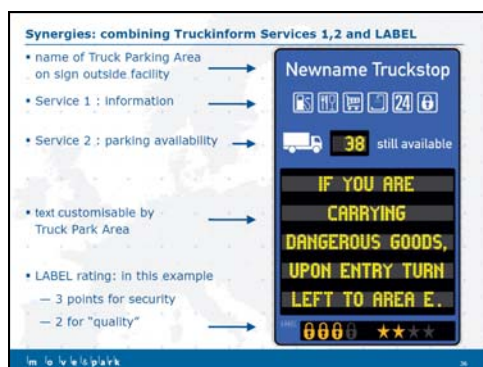 Synergies: combining Truckinform Services 1,2 and LABEL
• name of Truck Parking Area
on sign outside facility
• Service 1 : information
• Service 2 : parking availability
• text customisable by
Truck Park Area
• LABEL rating: in this example
— 3 points for security
— 2 for “quality”
Newname Truckstop
24
38 still available
IF YOU ARE
CARRYING
DANGEROUS GOODS,
UPON ENTRY TURN
LEFT TO AREA E.
LABEL
move&park